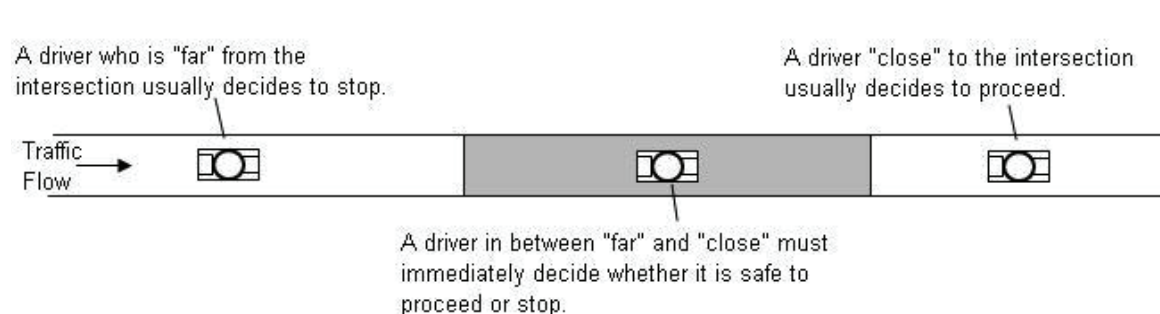 A driver who is "far" from the
intersection usually decides to stop.
A driver "close" to the intersection
usually decides to proceed.
Traffic
Flow
A driver in between "far" and "close" must
immediately decide whether it is safe to
proceed or stop.